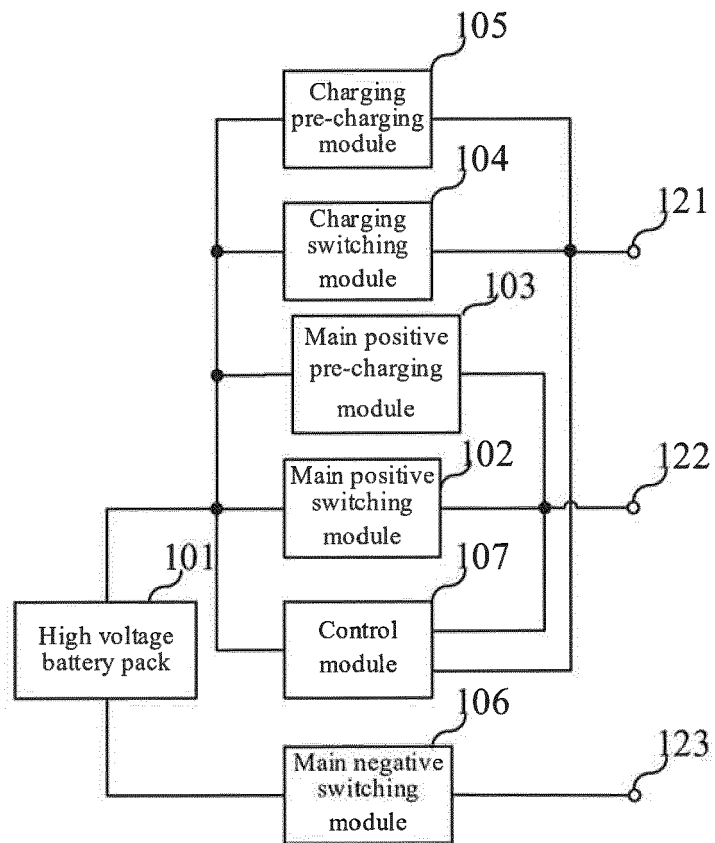 105
Charging
pre-charging
module
104
Charging
switching
module
121
103
Main positive
pre-charging
module
102
Main positive
switching
module
122
101
High voltage
battery pack
107
Control
module
106
Main negative
switching
module
123